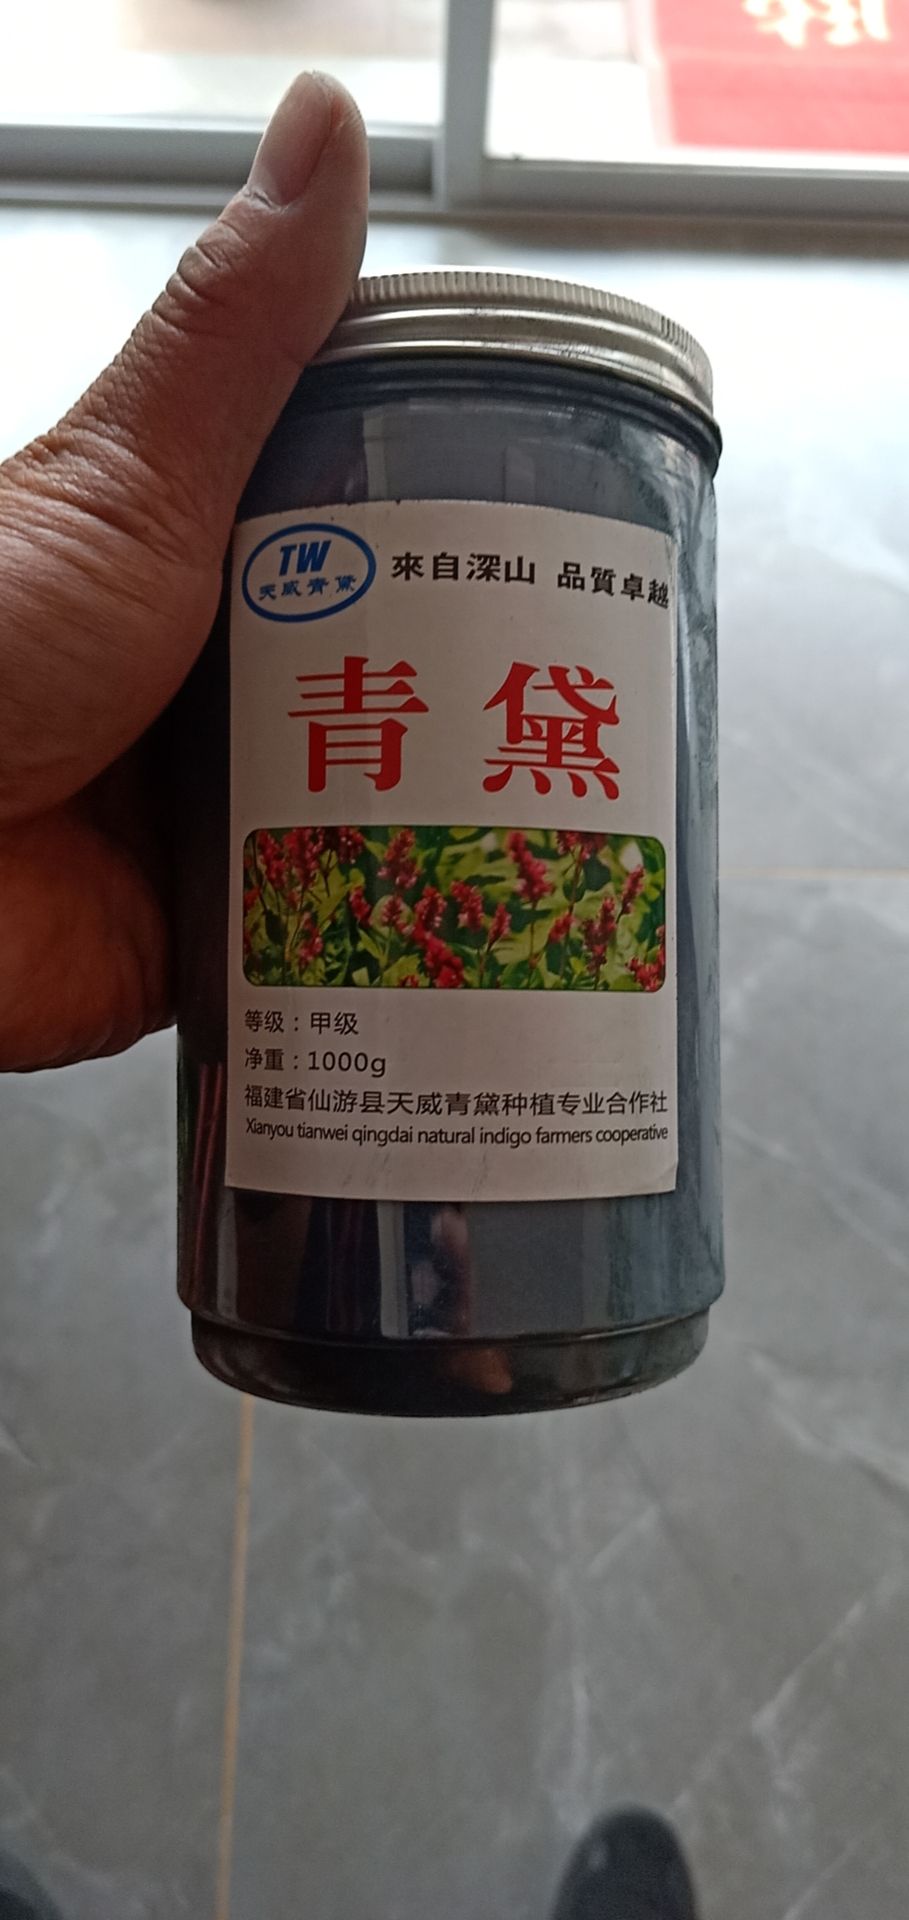 TW
天威青黛
來自深山 品質卓越
青黛
等级：甲级
净重：1000g
福建省仙游县天威青黛种植专业合作社
Xianyou tianwei qingdai natural indigo farmers cooperative